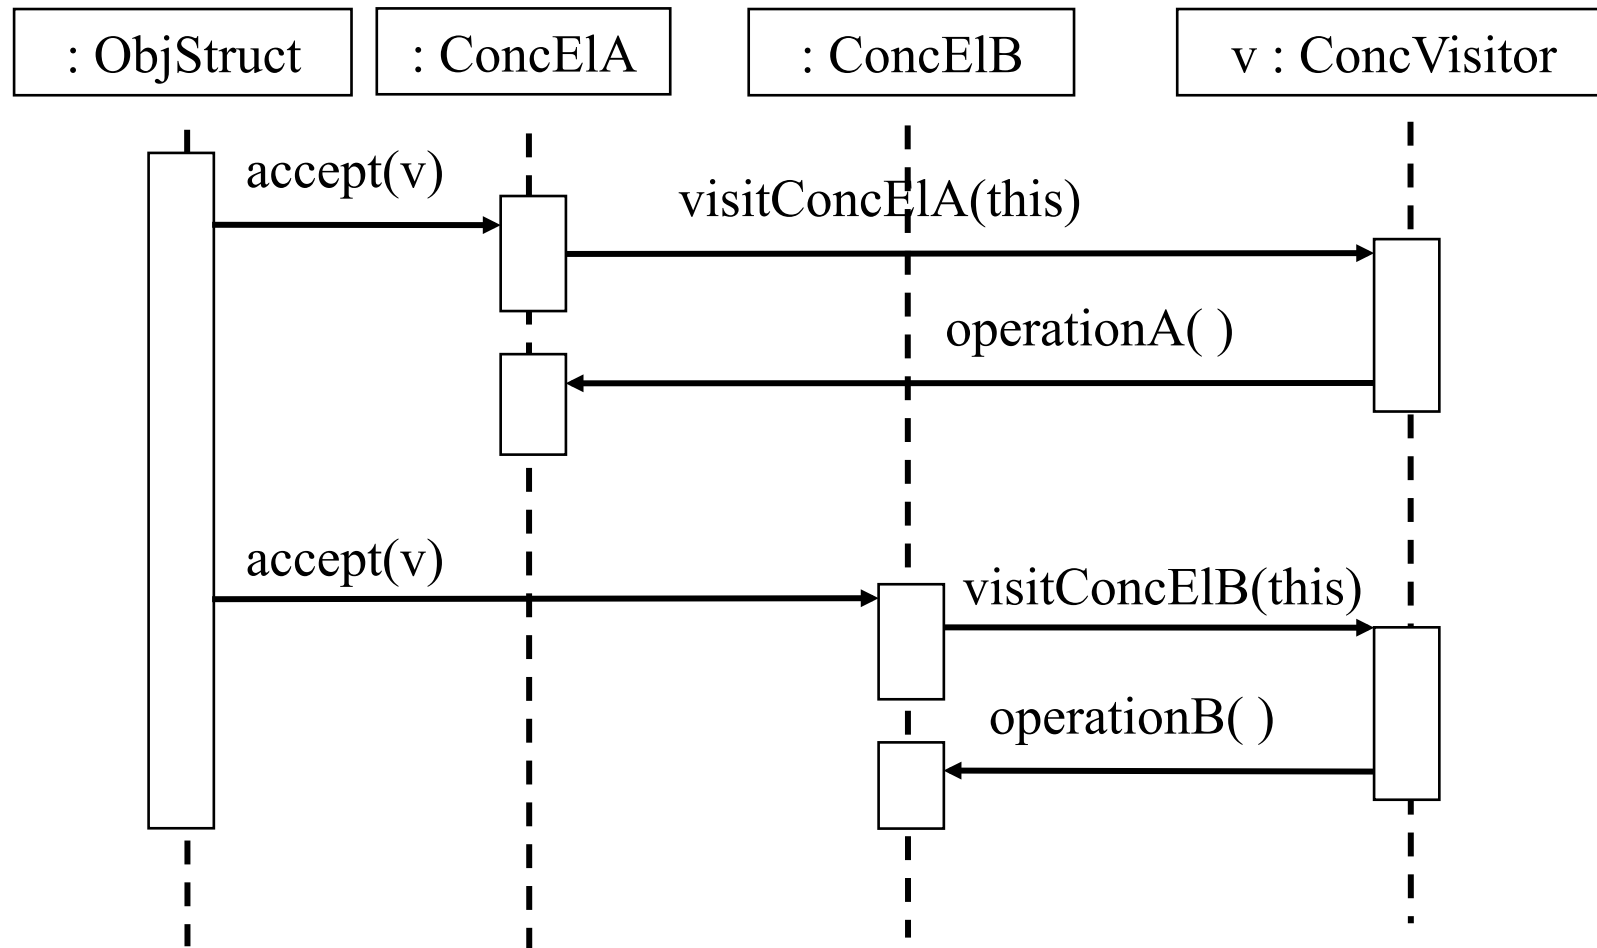 : ObjStruct
: ConcElA
: ConcElB
v : ConcVisitor
accept(v)
visitConcElA(this)
operationA( )
accept(v)
visitConcElB(this)
operationB( )